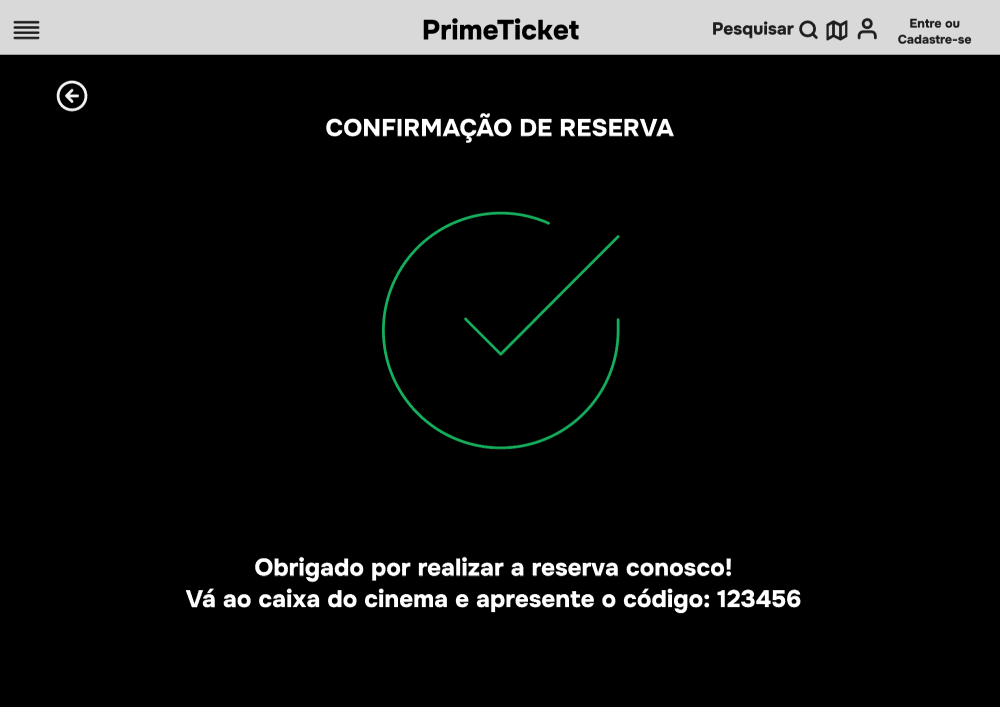 PrimeTicket
Pesquisar
Entre ou
Cadastre-se
CONFIRMAÇÃO DE RESERVA
Obrigado por realizar a reserva conosco!
Vá ao caixa do cinema e apresente o código: 123456